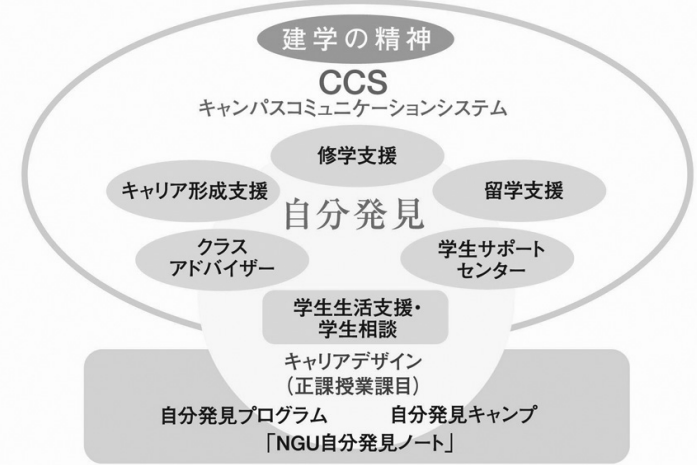 建学の精神
CCS
キャンパスコミュニケーションシステム
修学支援
キャリア形成支援
留学支援
自分発見
クラス
アドバイザー
学生サポート
センター
学生生活支援・
学生相談
キャリアデザイン
（正課授業課目）
自分発見プログラム
自分発見キャンプ
「NGU自分発見ノート」